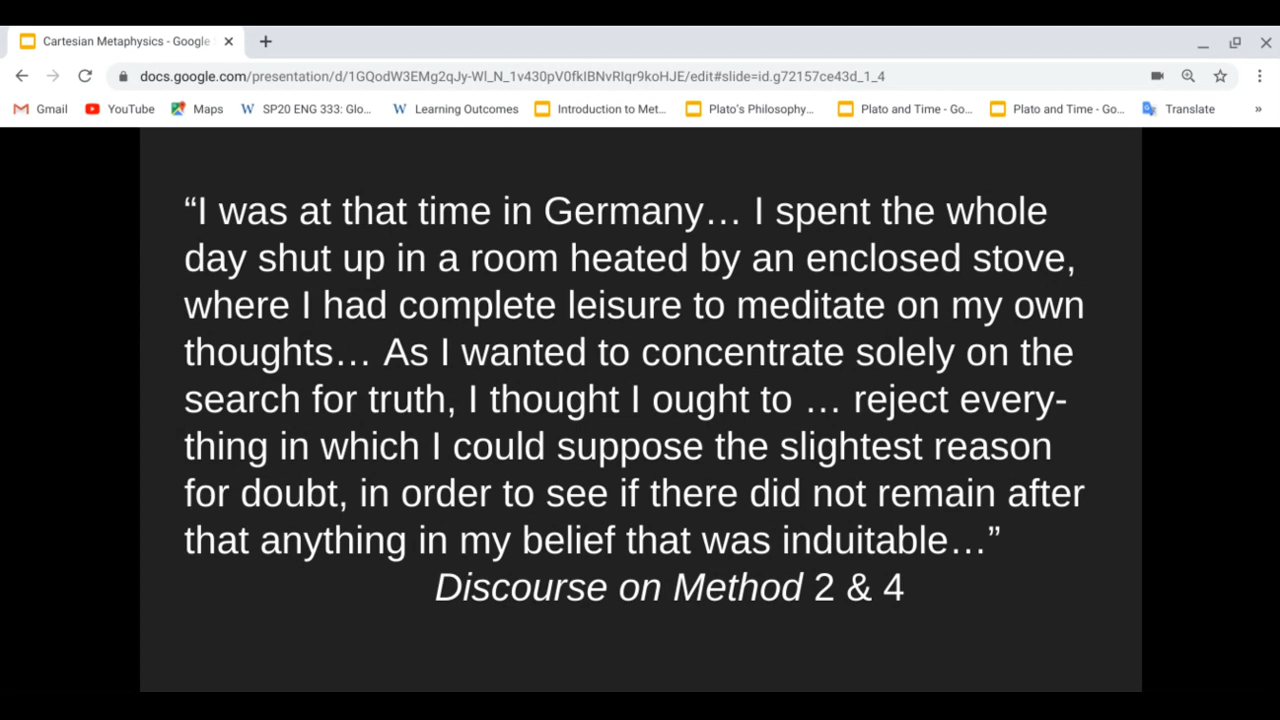 Cartesian Metaphysics - Google
docs.google.com/presentation/d/1GQodW3EMg2qJy-Wl_N_1v430pV0fkIBNvRIqr9koHJE/edit#slide=id.g72157ce43d_1_4
Gmail YouTube Maps SP20 ENG 333: Glo... Learning Outcomes Introduction to Met... Plato's Philosophy... Plato and Time - Go... Plato and Time - Go... Translate »
“I was at that time in Germany… I spent the whole
day shut up in a room heated by an enclosed stove,
where I had complete leisure to meditate on my own
thoughts… As I wanted to concentrate solely on the
search for truth, I thought I ought to … reject every-
thing in which I could suppose the slightest reason
for doubt, in order to see if there did not remain after
that anything in my belief that was induitable…”
Discourse on Method 2 & 4